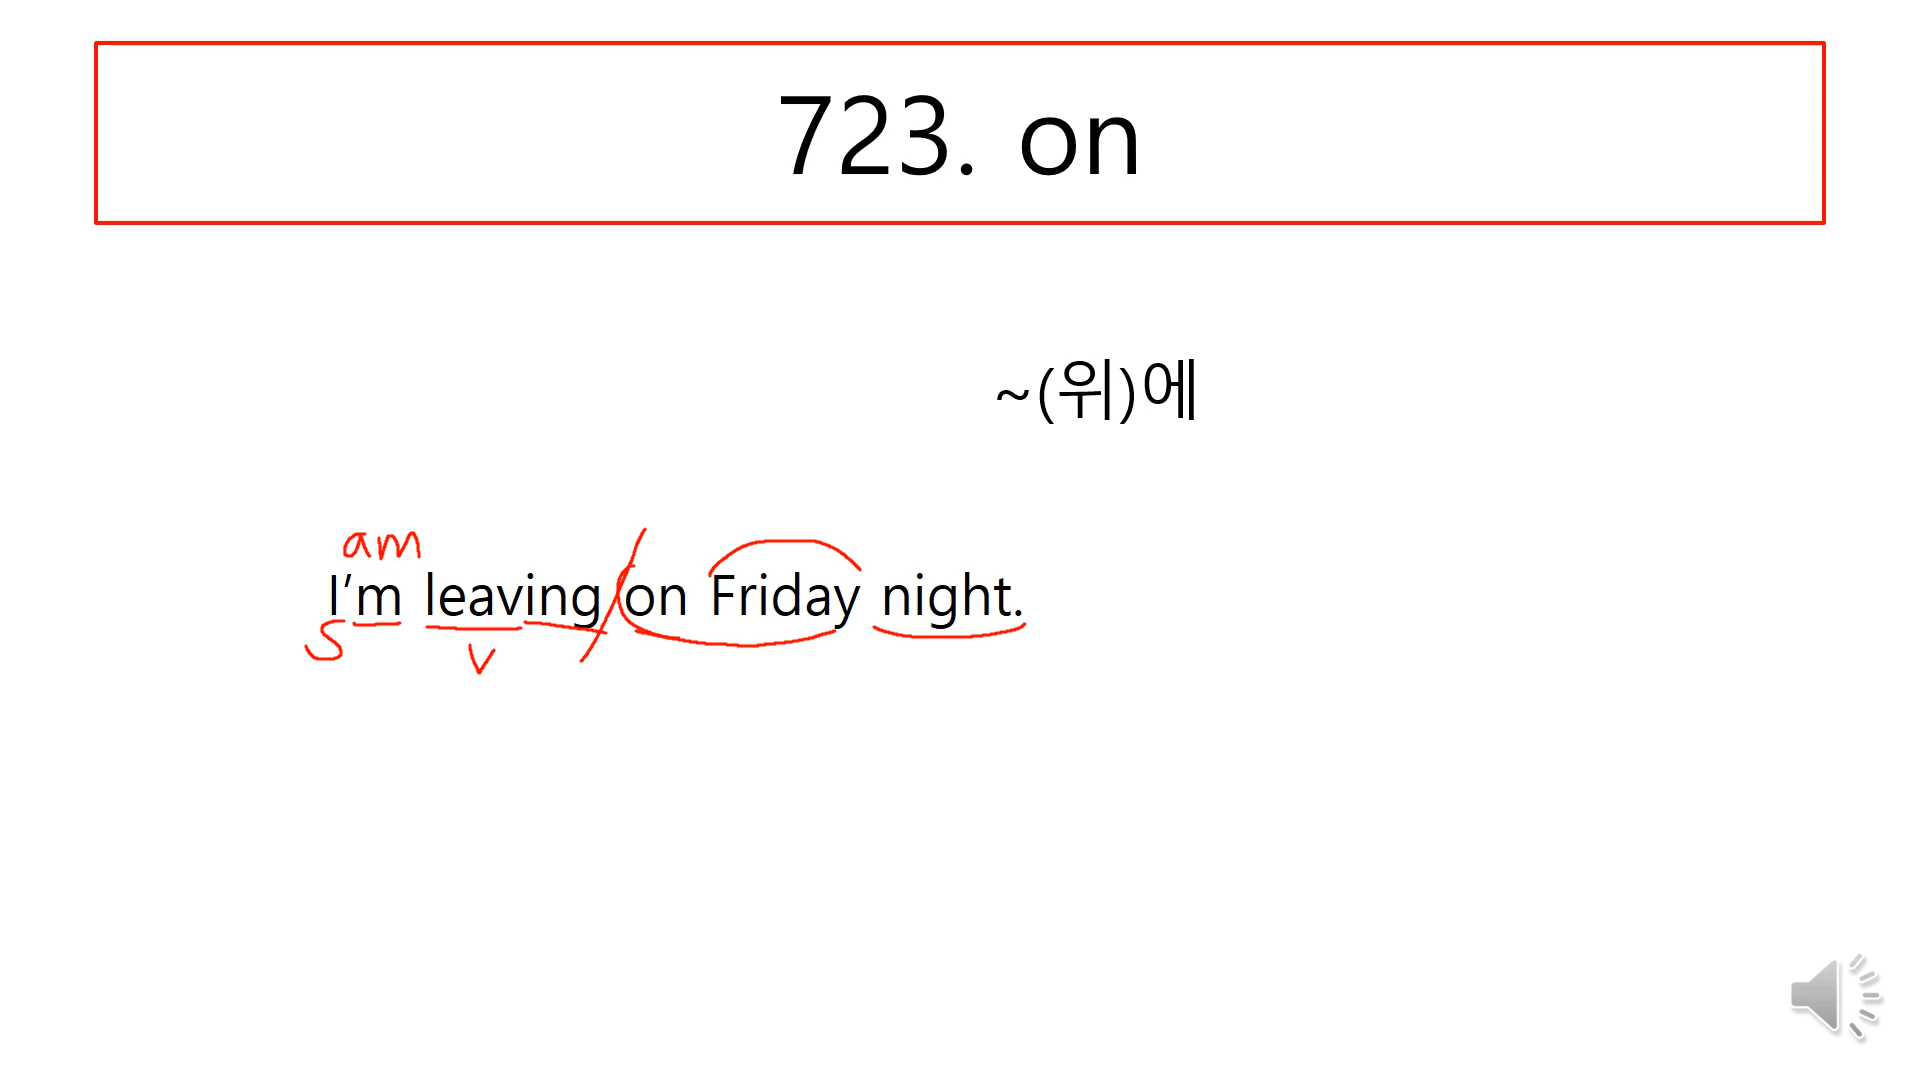 723. on
~(위)에
am
I'm leaving on Friday night.
S
V